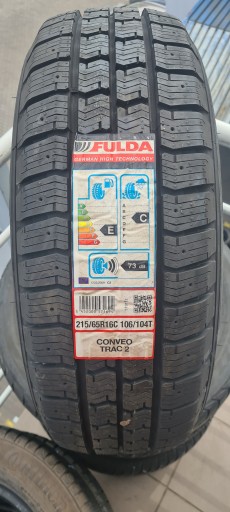 FULDA
GERMAN HIGH TECHNOLOGY
E
C
73 dB
215/65R16C 106/104T
CONVEO
TRAC 2